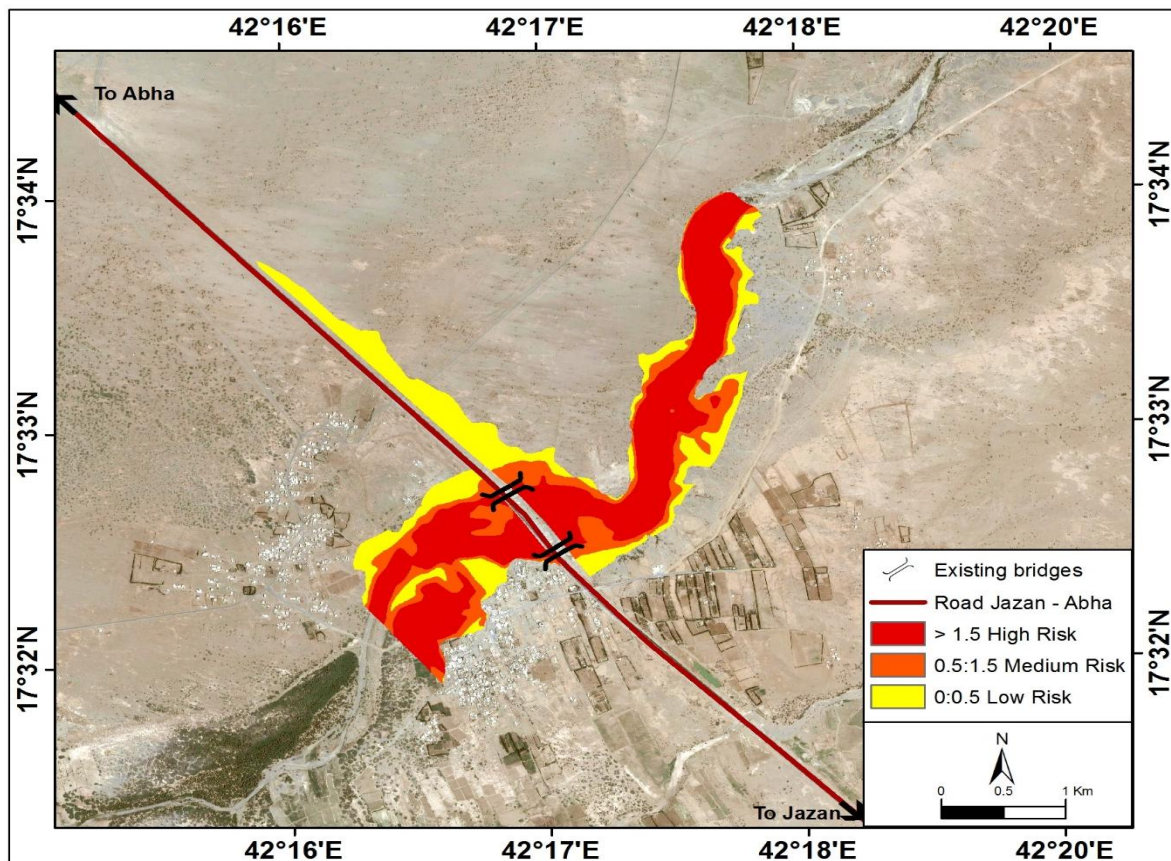 42°16'E 42°17'E 42°18'E 42°20'E
To Abha
17°34'N
17°34'N
17°33'N
17°33'N
17°32'N
17°32'N
Existing bridges
Road Jazan - Abha
> 1.5 High Risk
0.5:1.5 Medium Risk
0:0.5 Low Risk
N
0 0.5 1 Km
To Jazan
42°16'E 42°17'E 42°18'E 42°20'E